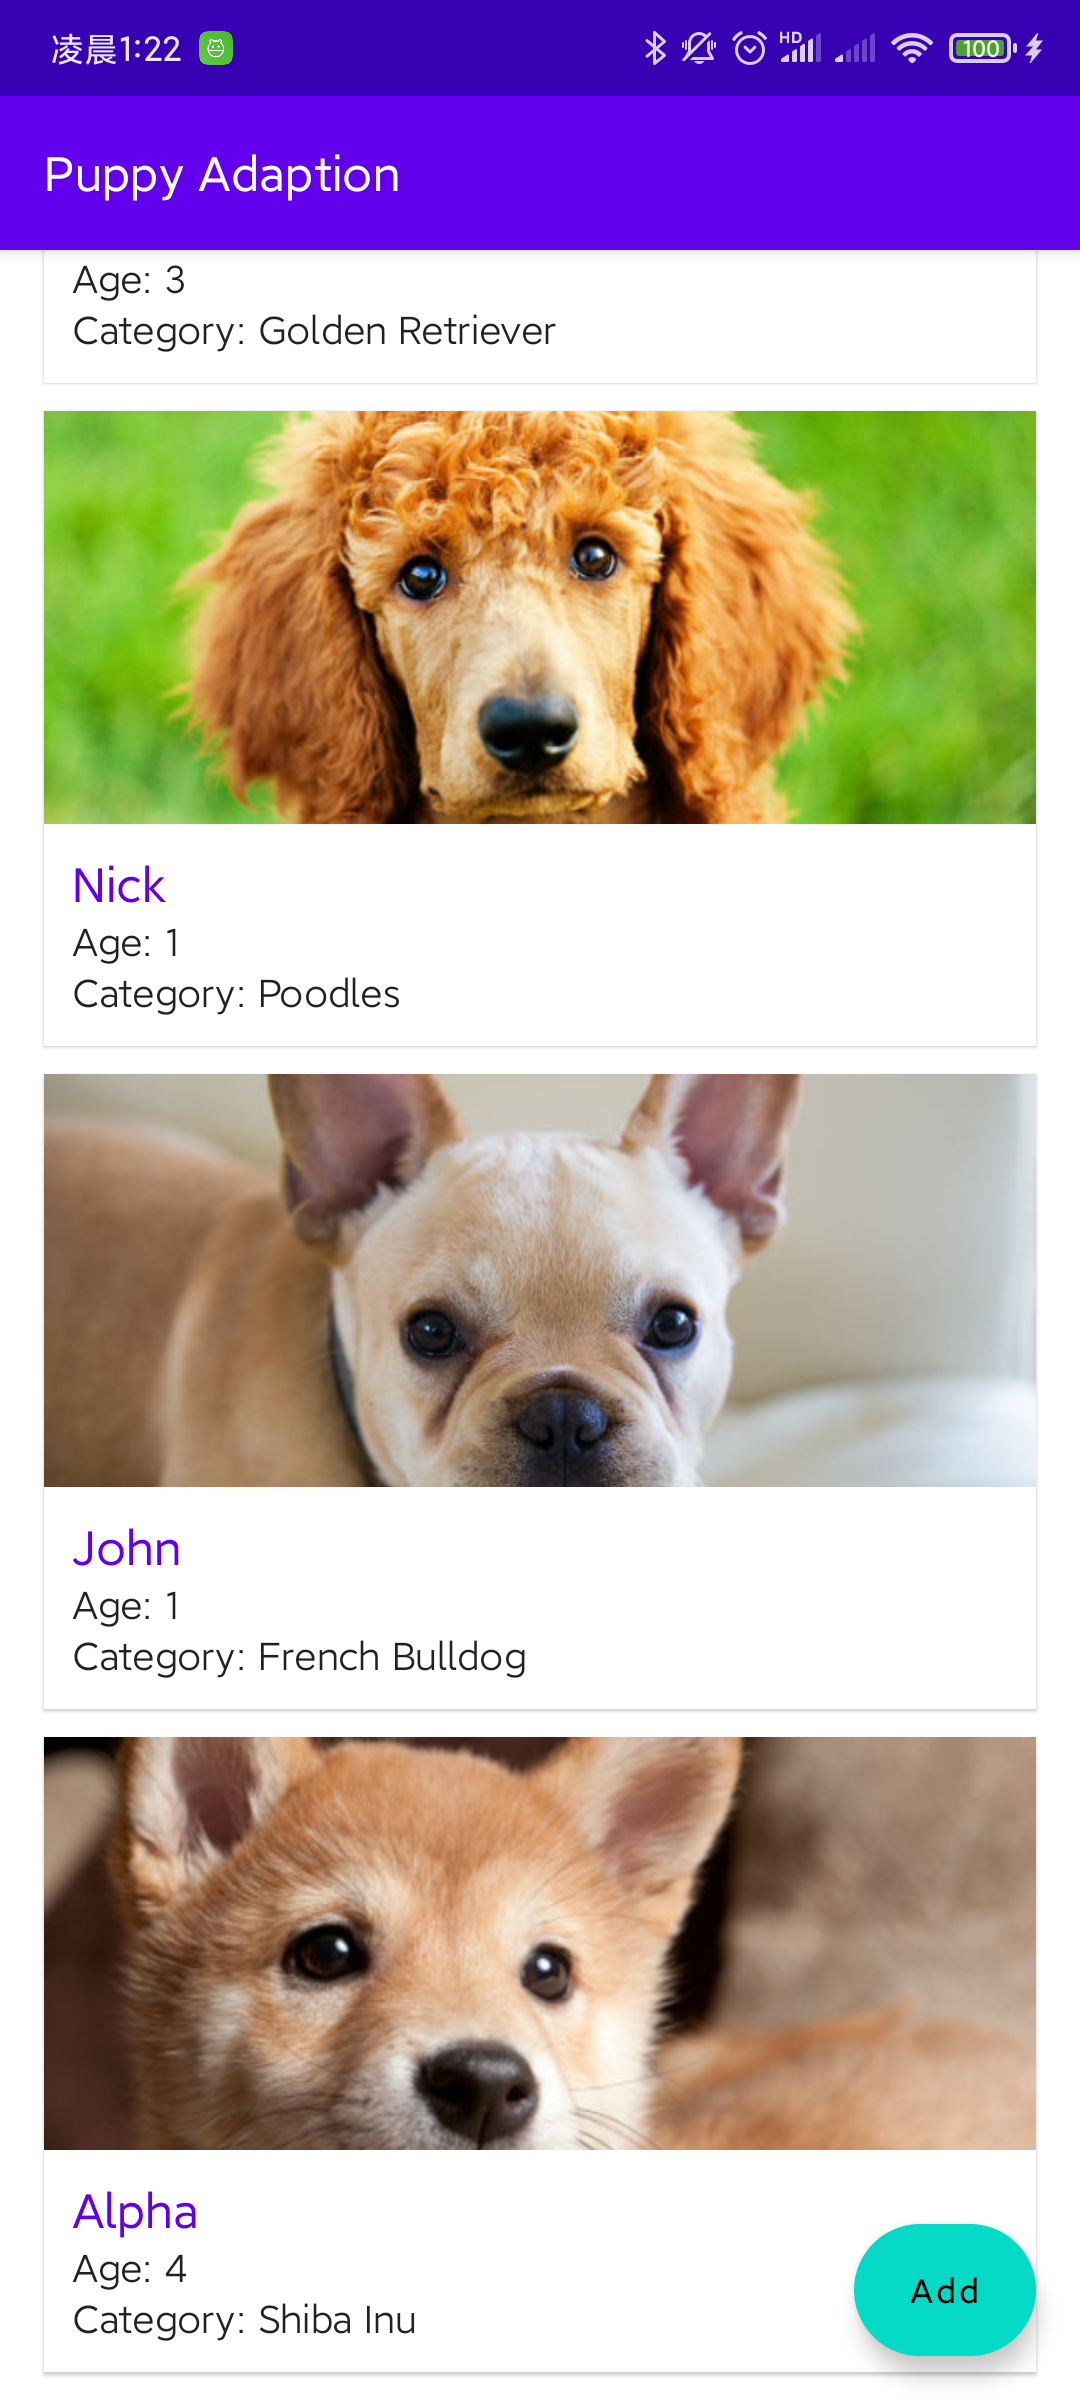 凌晨1:22 HD 100
Puppy Adaption
Age: 3
Category: Golden Retriever
Nick
Age: 1
Category: Poodles
John
Age: 1
Category: French Bulldog
Alpha
Age: 4
Category: Shiba Inu
Add